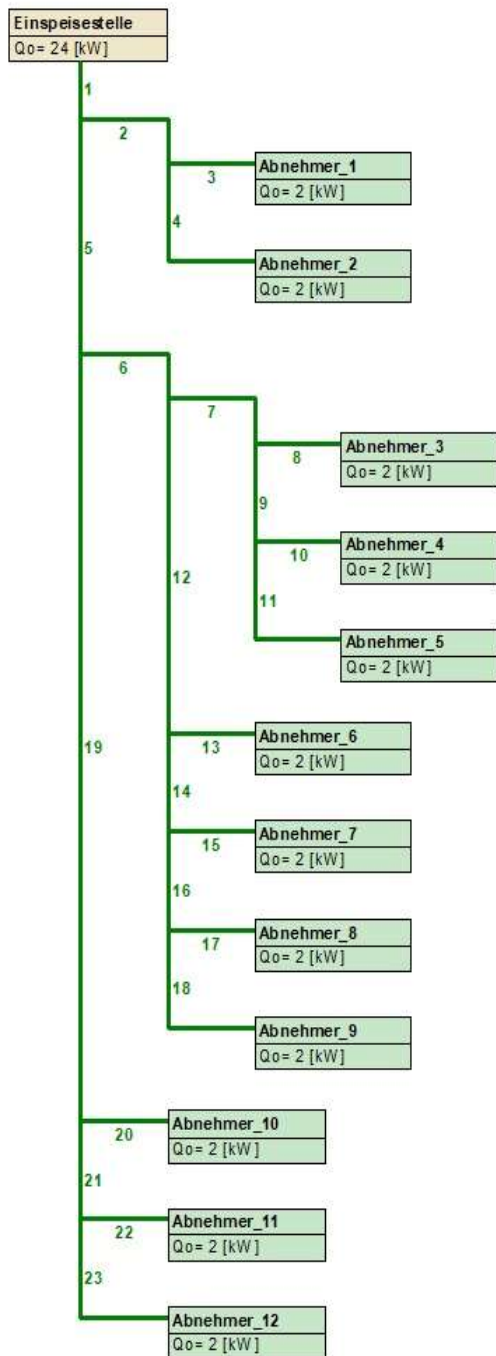 Einspeisestelle
Qo= 24 [kW]
1
2
3
Abnehmer_1
Qo= 2 [kW]
4
5
Abnehmer_2
Qo= 2 [kW]
6
7
8
Abnehmer_3
Qo= 2 [kW]
9
10
Abnehmer_4
Qo= 2 [kW]
12
11
Abnehmer_5
Qo= 2 [kW]
19
13
Abnehmer_6
Qo= 2 [kW]
14
15
Abnehmer_7
Qo= 2 [kW]
16
17
Abnehmer_8
Qo= 2 [kW]
18
Abnehmer_9
Qo= 2 [kW]
20
Abnehmer_10
Qo= 2 [kW]
21
22
Abnehmer_11
Qo= 2 [kW]
23
Abnehmer_12
Qo= 2 [kW]